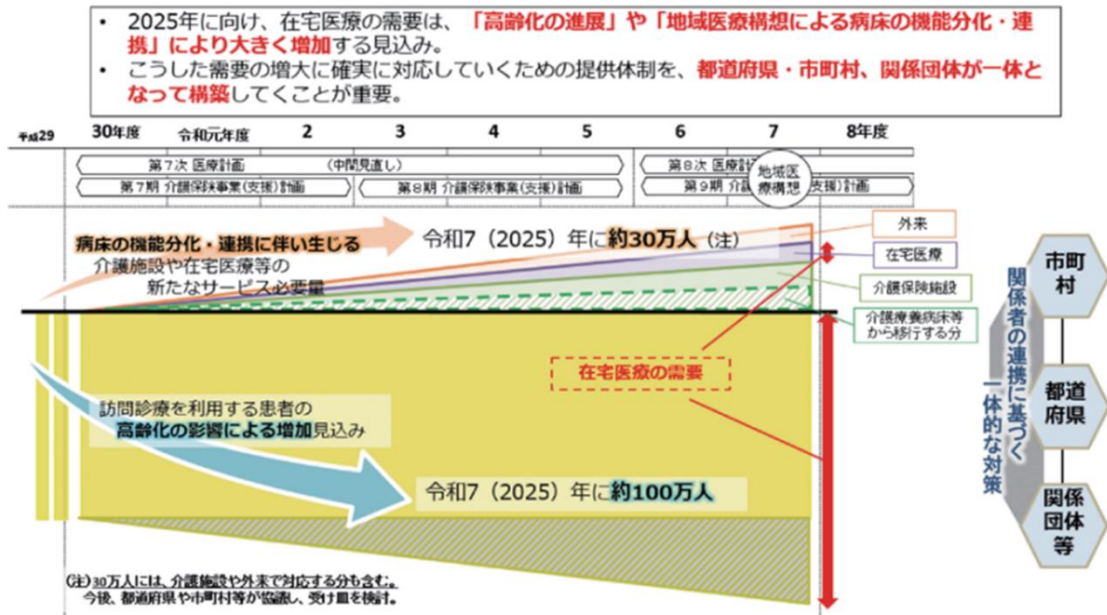 • 2025年に向け、在宅医療の需要は、「高齢化の進展」や「地域医療構想による病床の機能分化・連
携」により大きく増加する見込み。
• こうした需要の増大に確実に対応していくための提供体制を、都道府県・市町村、関係団体が一体と
なって構築してくことが重要。
平成29 30年度 令和元年度 2 3 4 5 6 7 8年度
第7次 医療計画 (中間見直し)
第8次 医療計
第7期 介護保険事業(支援)計画
第8期 介護保険事業(支援)計画
第9期 介護
支援)計画
地域医
療構想
病床の機能分化・連携に伴い生じる
介護施設や在宅医療等の
新たなサービス必要量
令和7(2025)年に約30万人(注)
外来
在宅医療
介護保険施設
介護療養病床等
から移行する分
在宅医療の需要
訪問診療を利用する患者の
高齢化の影響による増加見込み
令和7(2025)年に約100万人
関係者の連携に基づく
一体的な対策
市町
村
都道
府県
関係
団体
等
(注)30万人には、介護施設や外来で対応する分も含む。
今後、都道府県や市町村等が協議し、受け皿を検討。